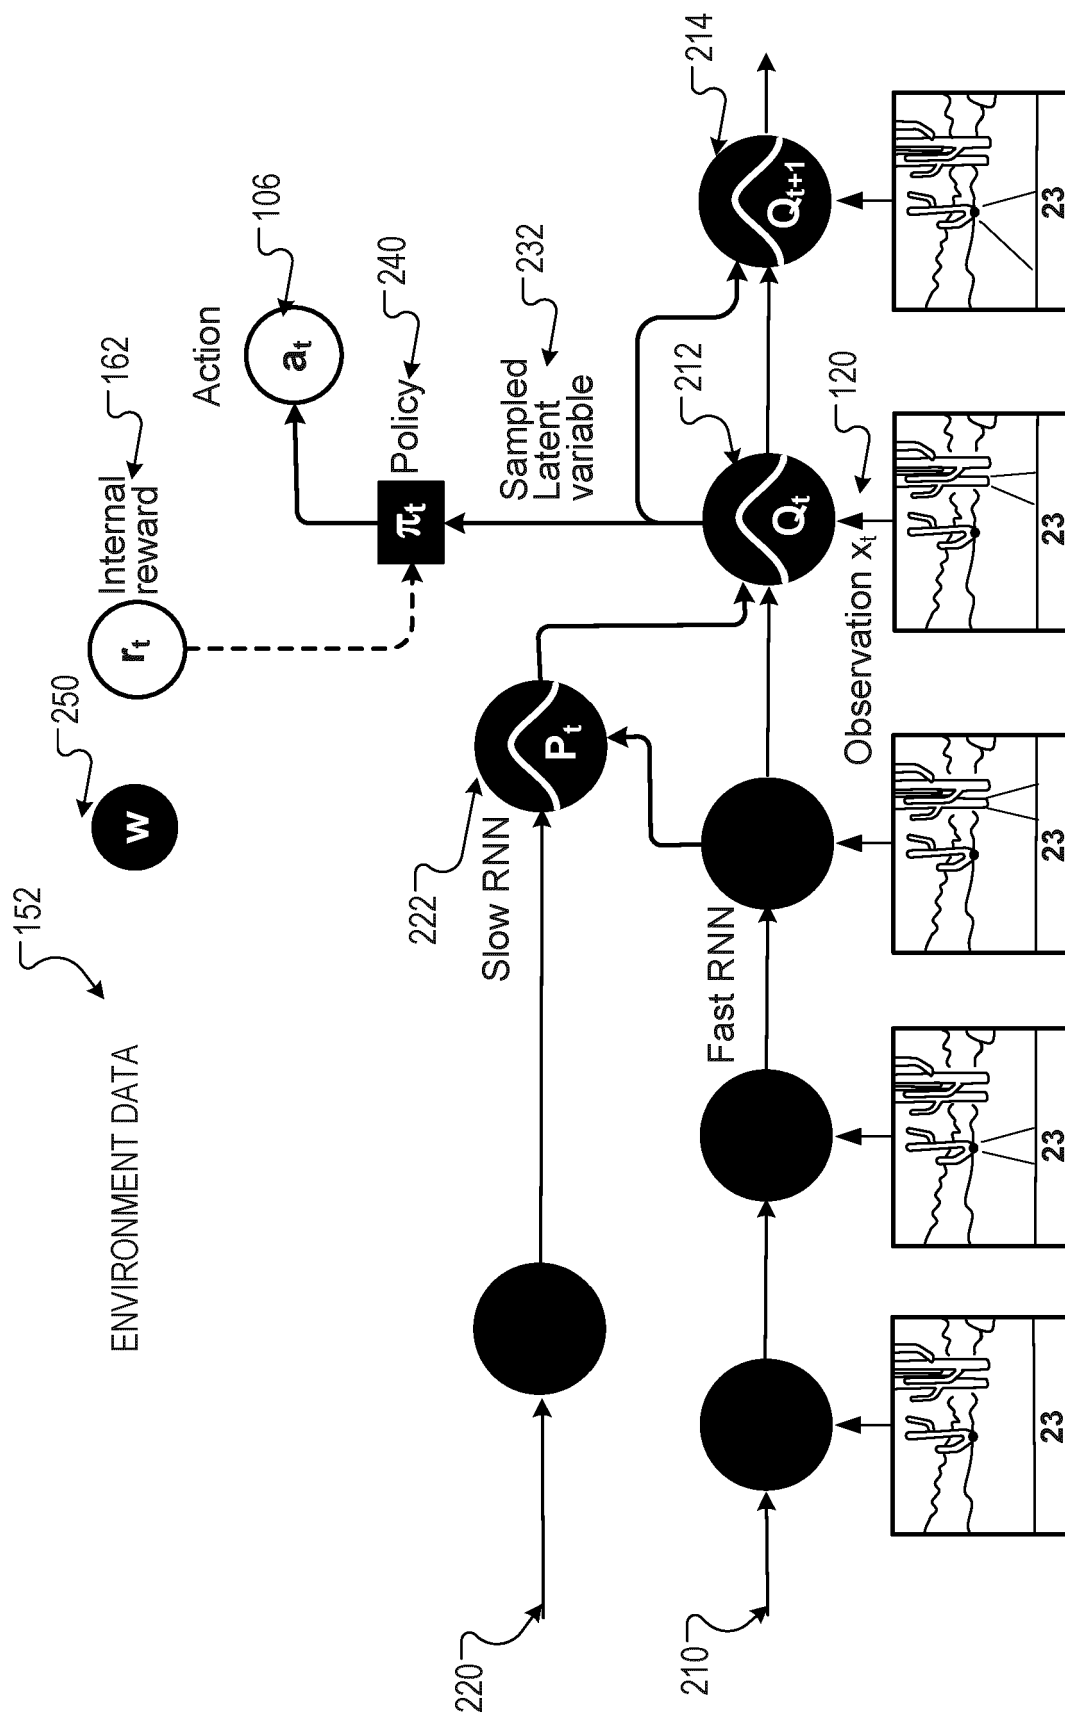 ENVIRONMENT DATA
152
250
w
Internal
reward
162
r_t
Action
106
a_t
Policy
240
π_t
Sampled
Latent
variable
232
222
Slow RNN
P_t
220
Fast RNN
210
212
Q_t
214
Q_{t+1}
Observation x_t
120
23
23
23
23
23